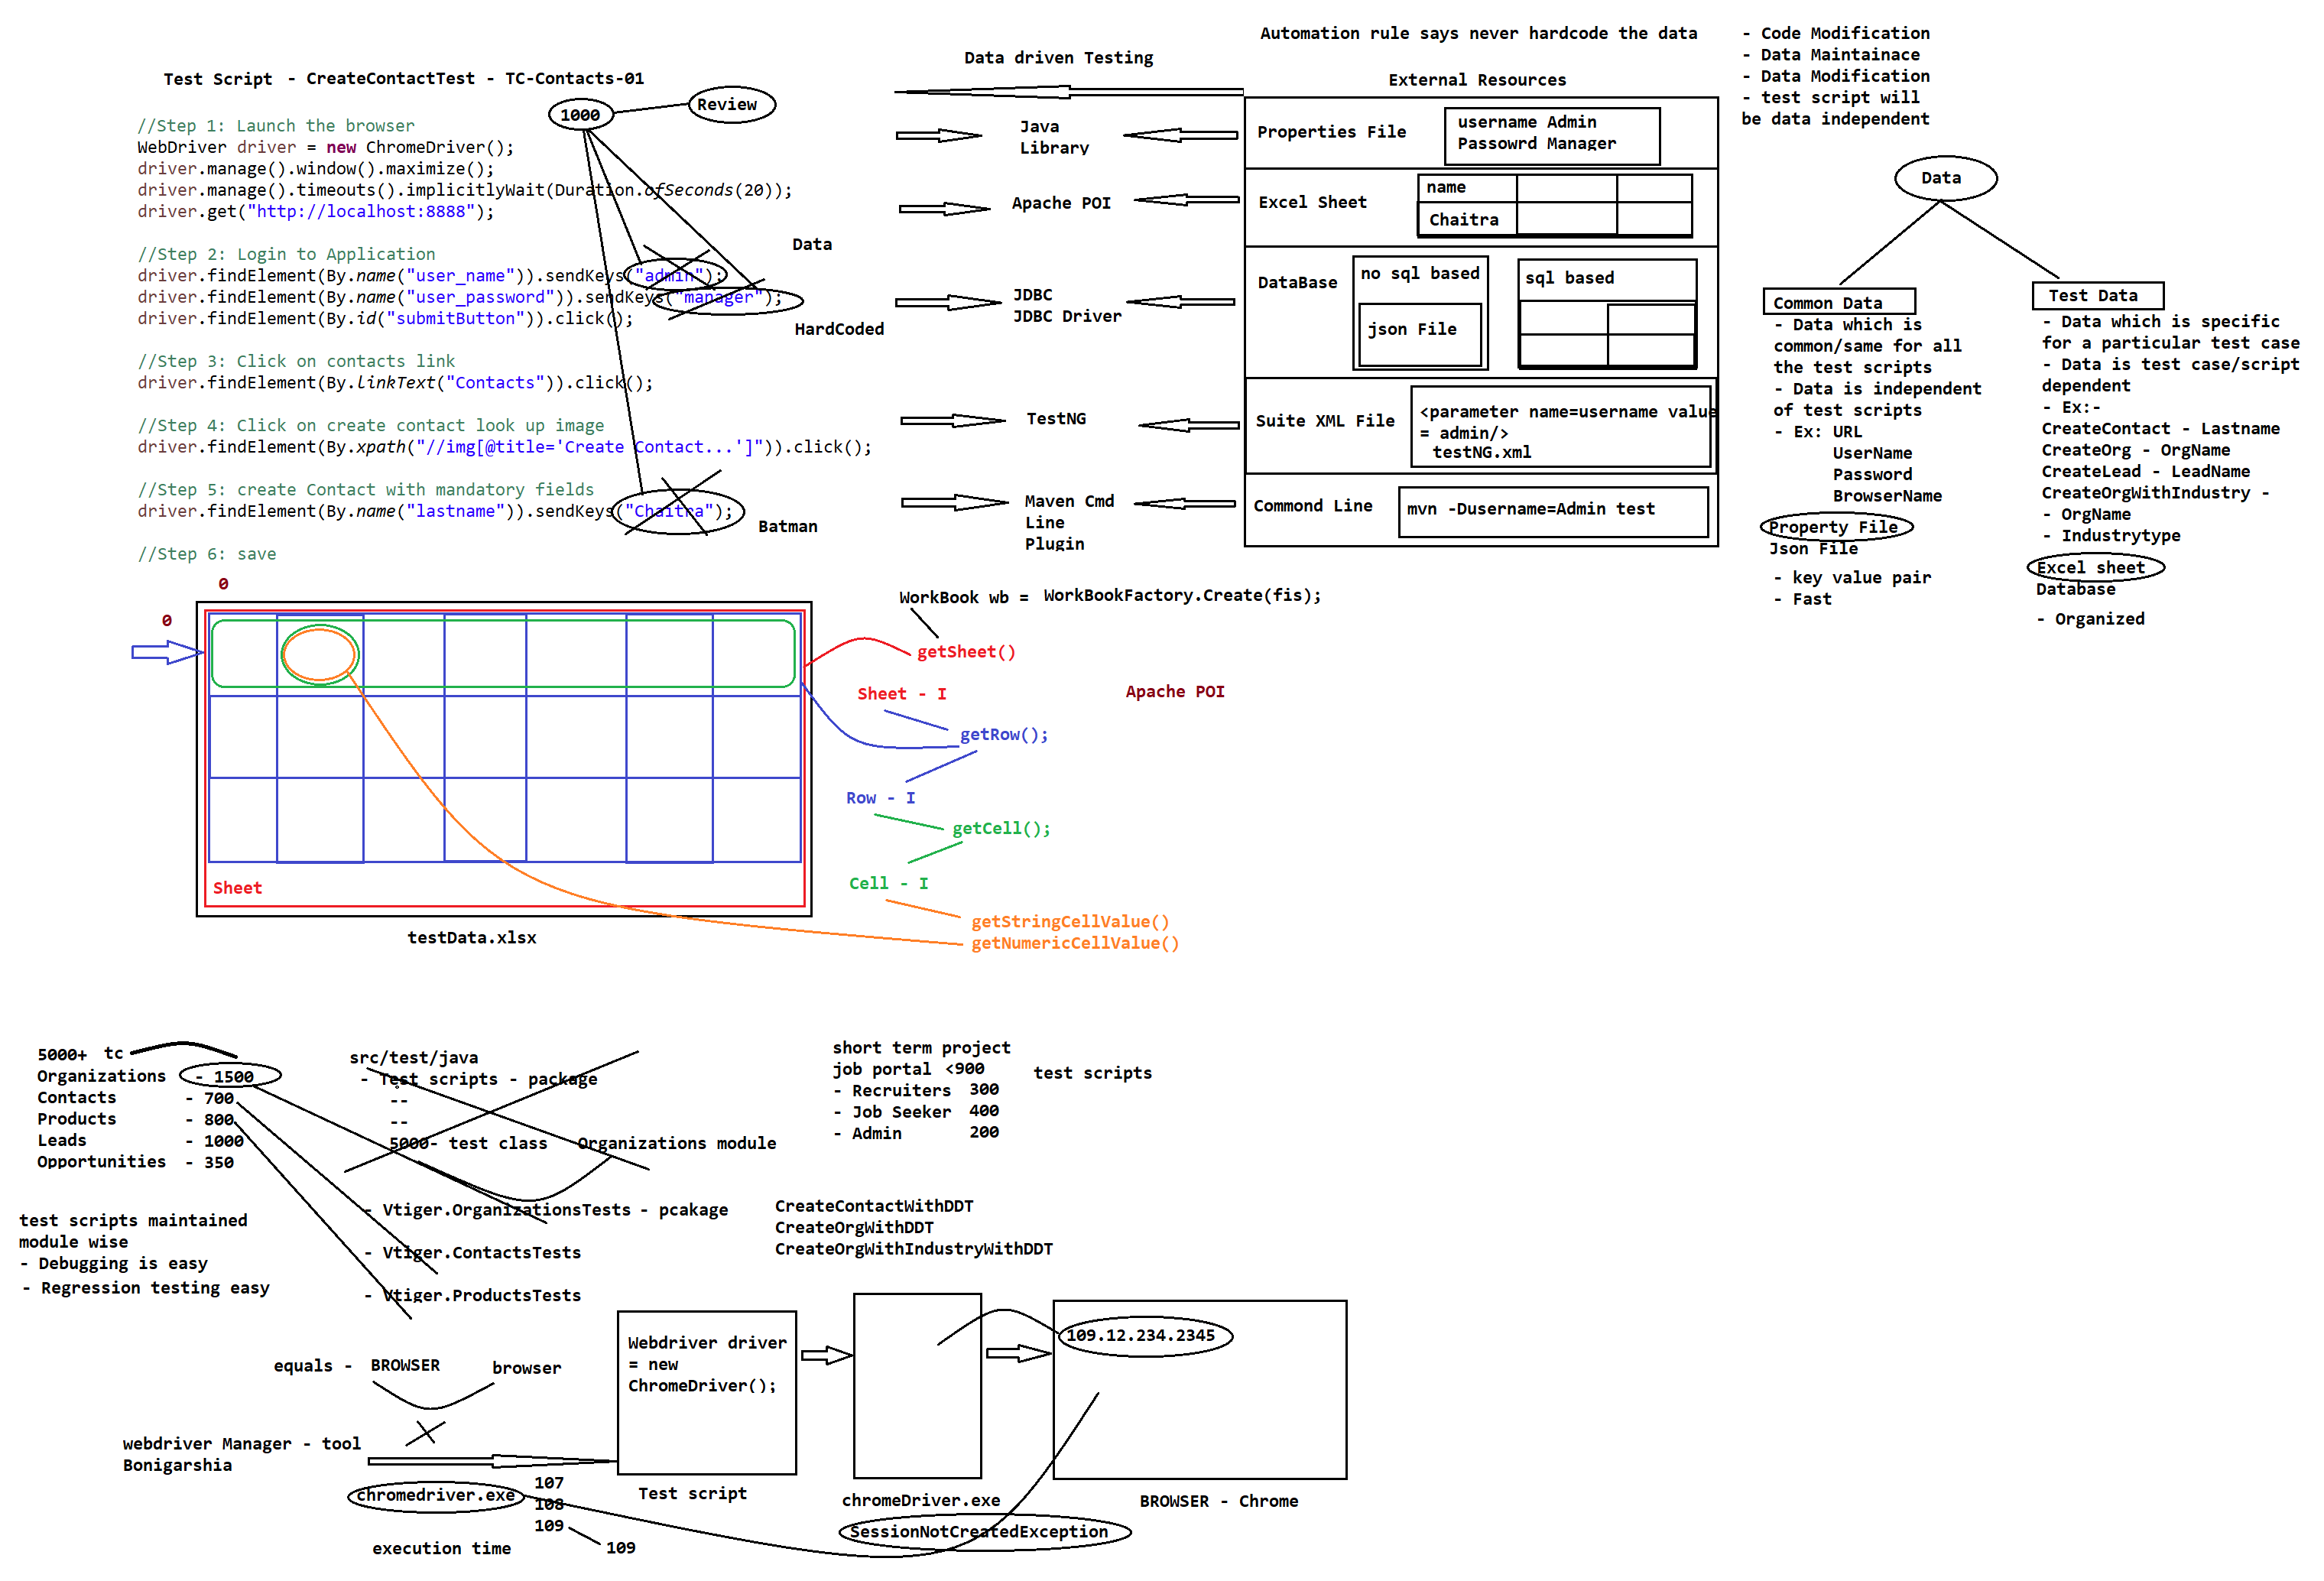 Test Script - CreateContactTest - TC-Contacts-01
1000
Review
//Step 1: Launch the browser
WebDriver driver = new ChromeDriver();
driver.manage().window().maximize();
driver.manage().timeouts().implicitlyWait(Duration.ofSeconds(20));
driver.get("http://localhost:8888");
//Step 2: Login to Application
driver.findElement(By.name("user_name")).sendKeys("admin");
driver.findElement(By.name("user_password")).sendKeys("manager");
driver.findElement(By.id("submitButton")).click();
Data
HardCoded
//Step 3: Click on contacts link
driver.findElement(By.linkText("Contacts")).click();
//Step 4: Click on create contact look up image
driver.findElement(By.xpath("//img[@title='Create Contact...']")).click();
//Step 5: create Contact with mandatory fields
driver.findElement(By.name("lastname")).sendKeys("Chaitra");
Batman
//Step 6: save
Data driven Testing
Java
Library
Apache POI
JDBC
JDBC Driver
TestNG
Maven Cmd
Line
Plugin
Automation rule says never hardcode the data
External Resources
Properties File
username Admin
Passowrd Manager
Excel Sheet
name
Chaitra
DataBase
no sql based
json File
sql based
Suite XML File
<parameter name=username value
= admin/>
testNG.xml
Commond Line
mvn -Dusername=Admin test
- Code Modification
- Data Maintainace
- Data Modification
- test script will
be data independent
Data
Common Data
- Data which is
common/same for all
the test scripts
- Data is independent
of test scripts
- Ex: URL
UserName
Password
BrowserName
Property File
Json File
- key value pair
- Fast
Test Data
- Data which is specific
for a particular test case
- Data is test case/script
dependent
- Ex:-
CreateContact - Lastname
CreateOrg - OrgName
CreateLead - LeadName
CreateOrgWithIndustry -
- OrgName
- Industrytype
Excel sheet
Database
- Organized
0
0
Sheet
testData.xlsx
WorkBook wb = WorkBookFactory.Create(fis);
getSheet()
Sheet - I
Apache POI
getRow();
Row - I
getCell();
Cell - I
getStringCellValue()
getNumericCellValue()
5000+ tc
Organizations - 1500
Contacts - 700
Products - 800
Leads - 1000
Opportunities - 350
test scripts maintained
module wise
- Debugging is easy
- Regression testing easy
src/test/java
- Test scripts - package
--
--
5000- test class Organizations module
- Vtiger.OrganizationsTests - pcakage
- Vtiger.ContactsTests
- Vtiger.ProductsTests
short term project
job portal <900 test scripts
- Recruiters 300
- Job Seeker 400
- Admin 200
CreateContactWithDDT
CreateOrgWithDDT
CreateOrgWithIndustryWithDDT
equals - BROWSER browser
webdriver Manager - tool
Bonigarshia
chromedriver.exe
107
108
109
109
execution time
Webdriver driver
= new
ChromeDriver();
Test script
chromeDriver.exe
SessionNotCreatedException
109.12.234.2345
BROWSER - Chrome